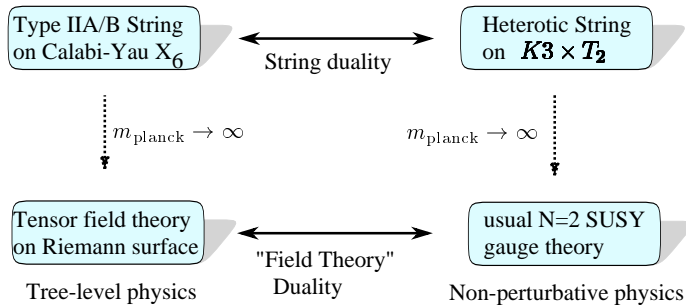 Type IIA/B String
on Calabi-Yau X6
String duality
Heterotic String
on K3 × T2
mplanck → ∞
mplanck → ∞
Tensor field theory
on Riemann surface
"Field Theory"
Duality
usual N=2 SUSY
gauge theory
Tree-level physics
Non-perturbative physics